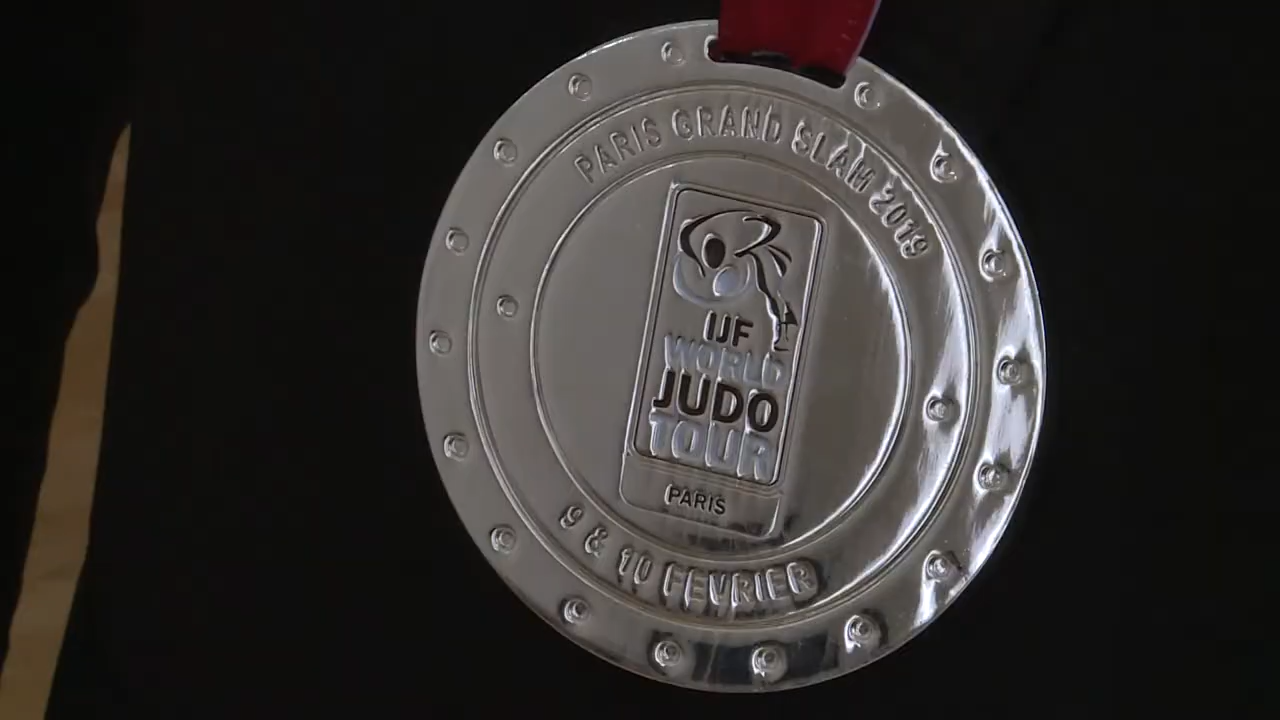 PARIS GRAND SLAM 2019
IJF
WORLD
JUDO
TOUR
PARIS
9 & 10 FEVRIER